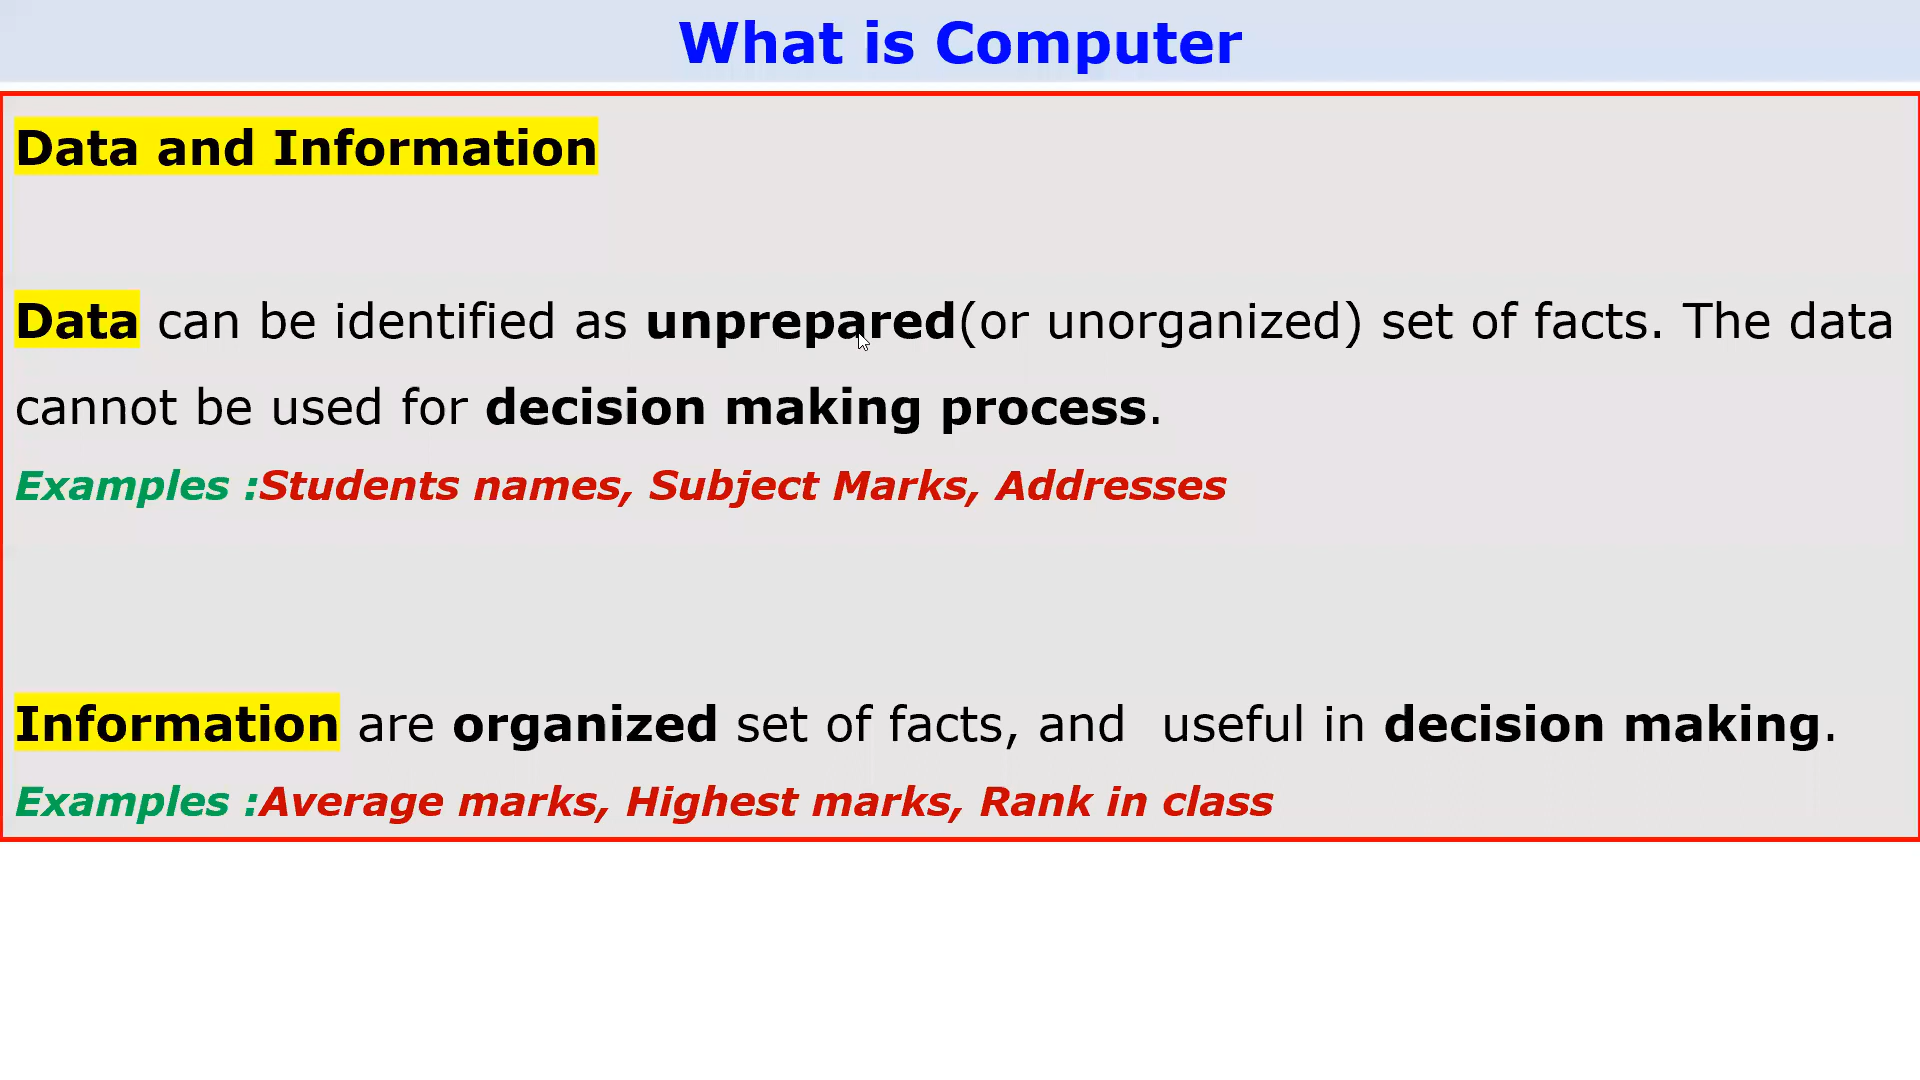 What is Computer
Data and Information
Data can be identified as unprepared(or unorganized) set of facts. The data
cannot be used for decision making process.
Examples :Students names, Subject Marks, Addresses
Information are organized set of facts, and  useful in decision making.
Examples :Average marks, Highest marks, Rank in class